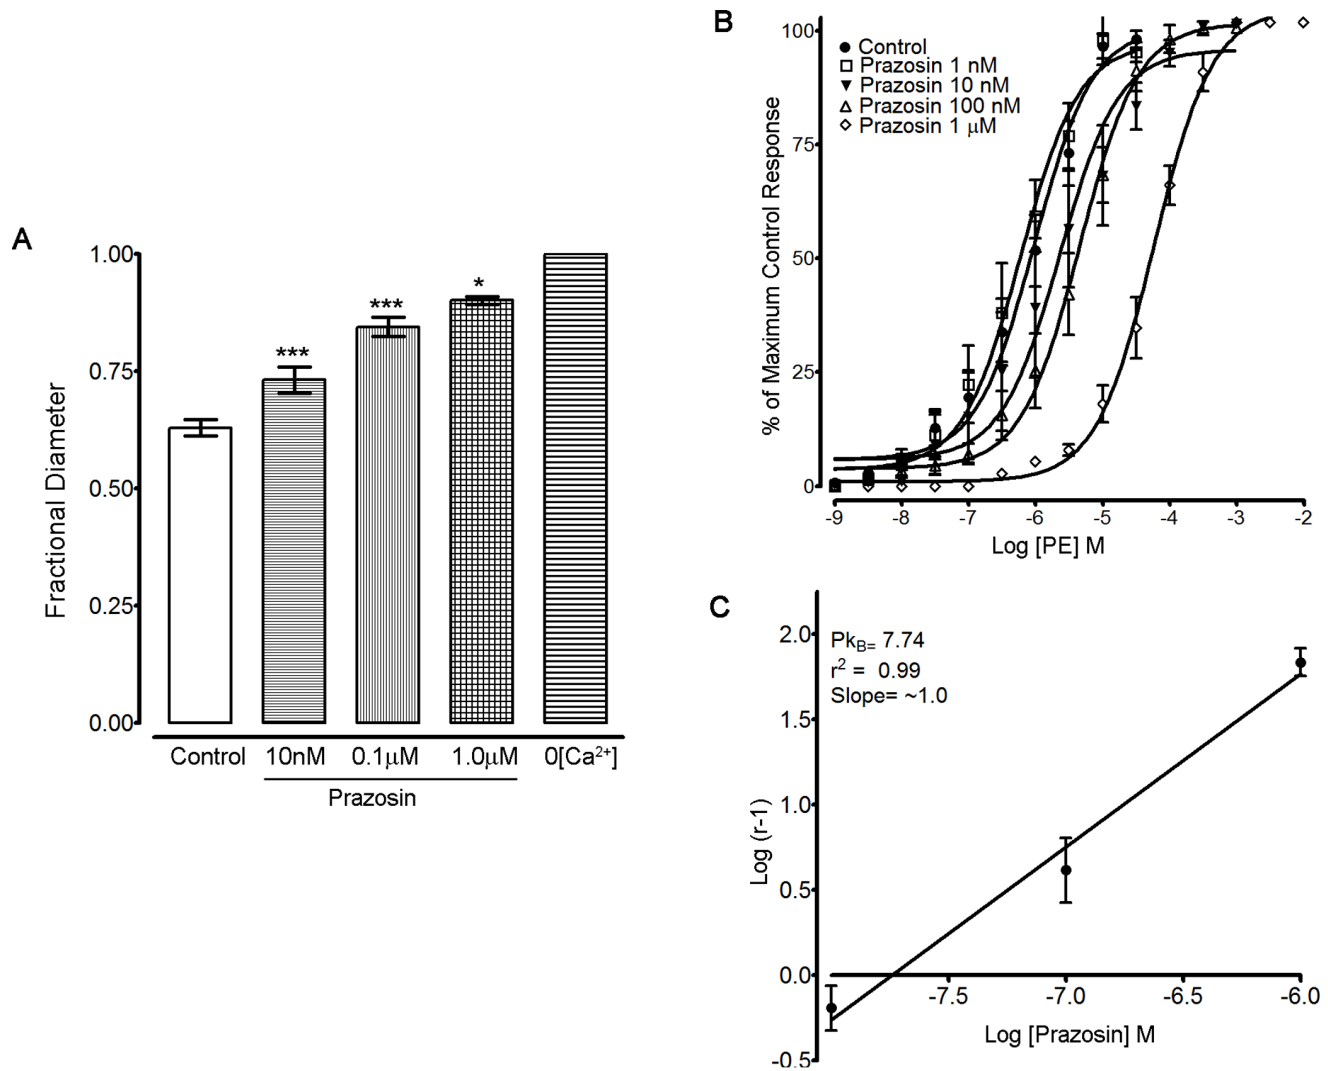 A
Fractional Diameter
1.00
0.75
0.50
0.25
0.00
***
***
*
Control 10nM 0.1μM 1.0μM 0[Ca²⁺]
Prazosin
B
% of Maximum Control Response
100
75
50
25
0
Control
Prazosin 1 nM
Prazosin 10 nM
Prazosin 100 nM
Prazosin 1 μM
-9 -8 -7 -6 -5 -4 -3 -2
Log [PE] M
C
Log (r-1)
2.0
1.5
1.0
0.5
0.0
-0.5
Pk_B= 7.74
r² = 0.99
Slope= ~1.0
-7.5 -7.0 -6.5 -6.0
Log [Prazosin] M